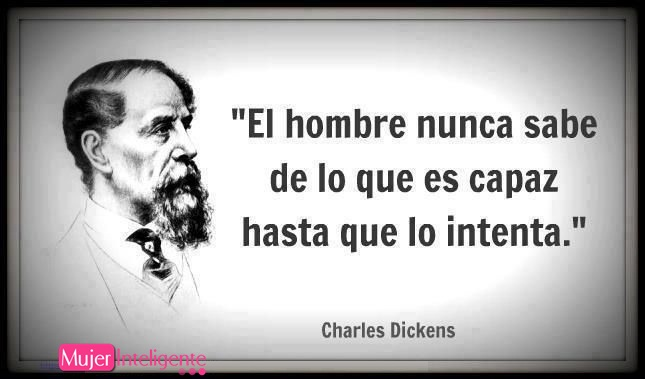 "El hombre nunca sabe
de lo que es capaz
hasta que lo intenta."
Charles Dickens
MujerInteligente